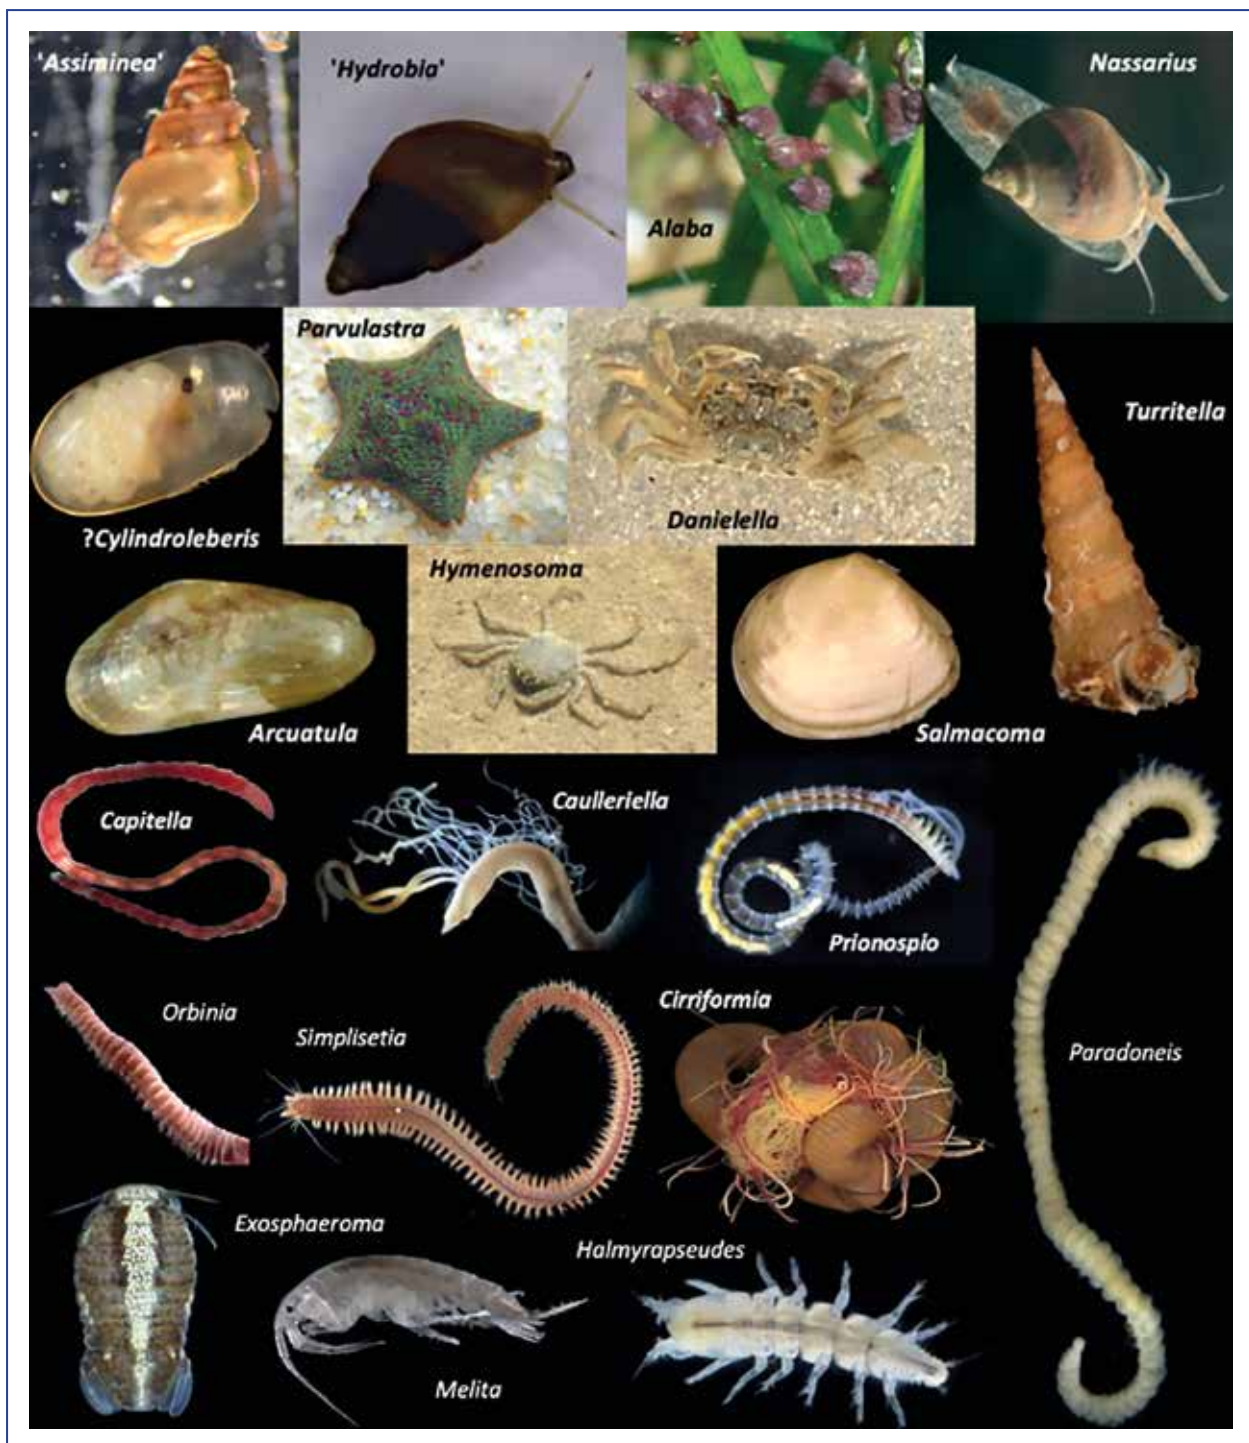 'Assiminea'
'Hydrobia'
Alaba
Nassarius
?Cylindroleberis
Parvulastra
Danielella
Turritella
Arcuatula
Hymenosoma
Salmacoma
Capitella
Caulleriella
Prionospio
Orbinia
Simplisetia
Cirriformia
Paradoneis
Exosphaeroma
Melita
Halmyrapseudes